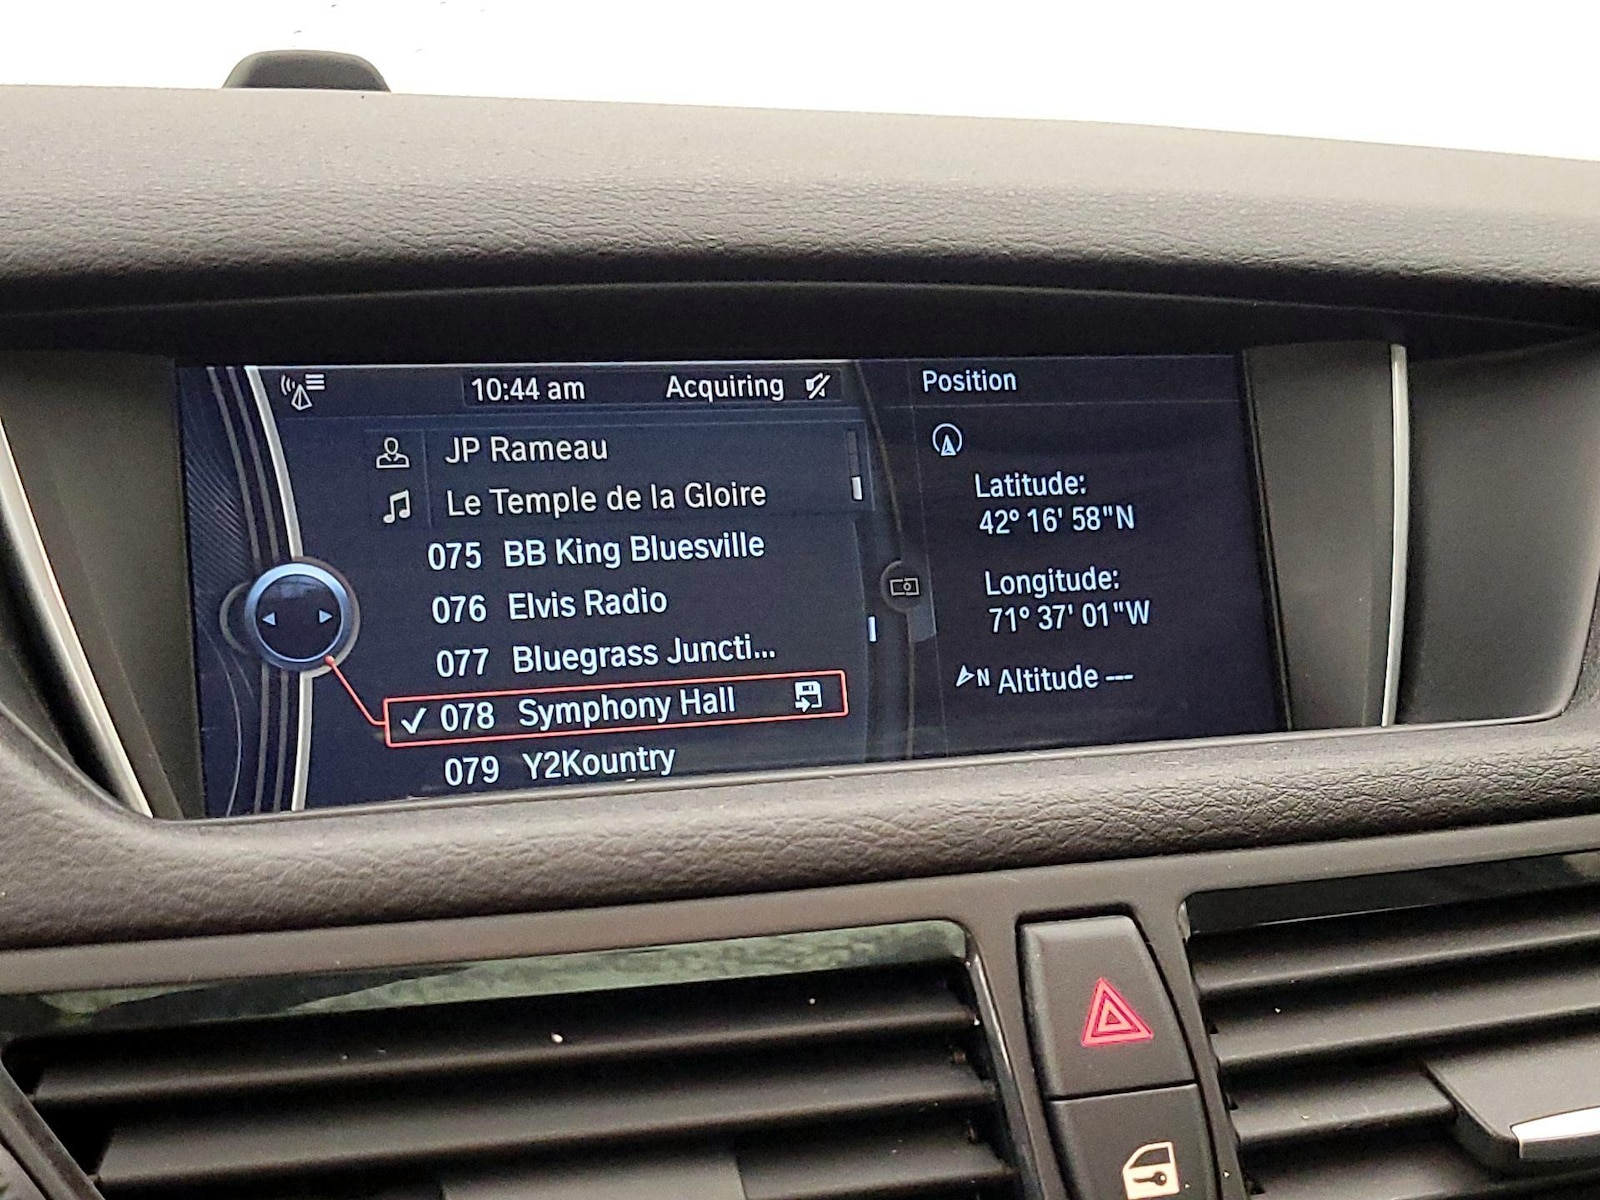 10:44 am Acquiring
JP Rameau
Le Temple de la Gloire
075 BB King Bluesville
076 Elvis Radio
077 Bluegrass Juncti...
078 Symphony Hall
079 Y2Kountry
Position
Latitude:
42° 16' 58"N
Longitude:
71° 37' 01"W
N Altitude ---